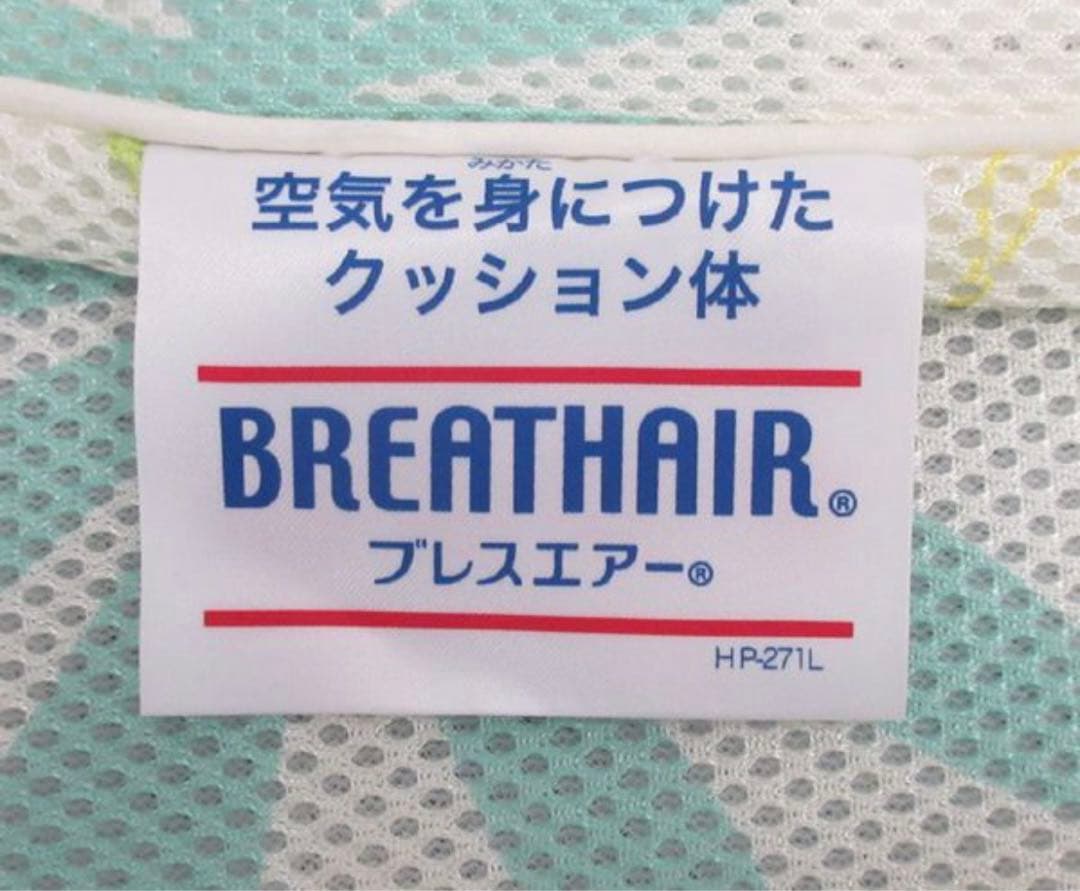 みかた
空気を身につけた
クッション体
BREATHAIR®
ブレスエアー®
HP-271L